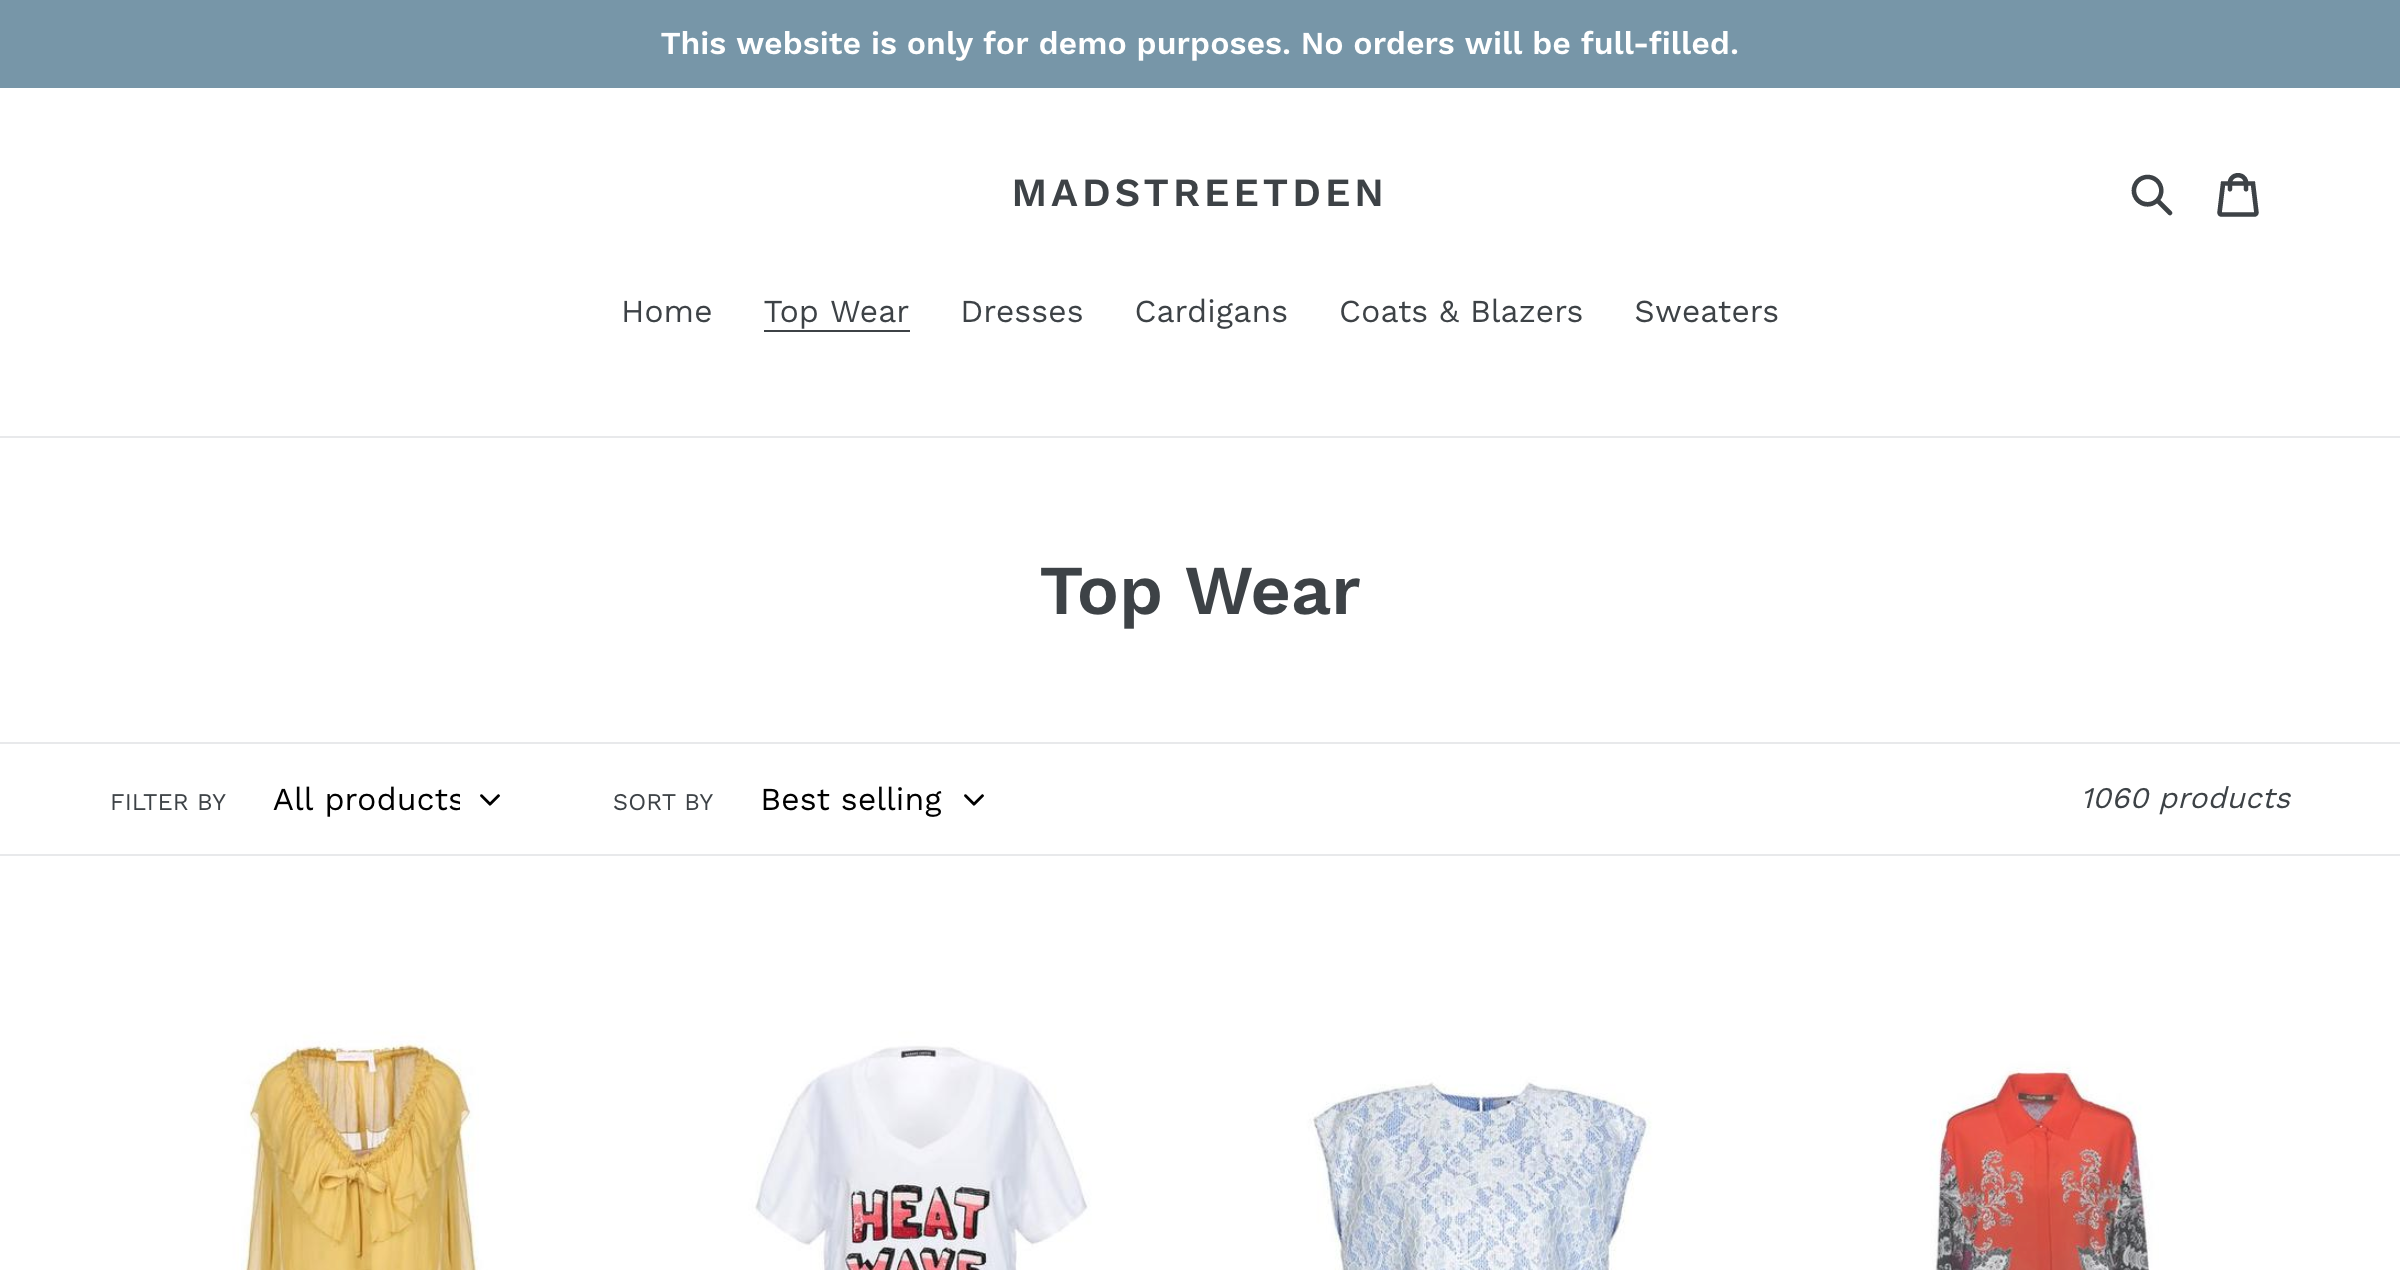 This website is only for demo purposes. No orders will be full-filled.
MADSTREETDEN
Home Top Wear Dresses Cardigans Coats & Blazers Sweaters
Top Wear
FILTER BY All products SORT BY Best selling 1060 products
HEAT
WAVE